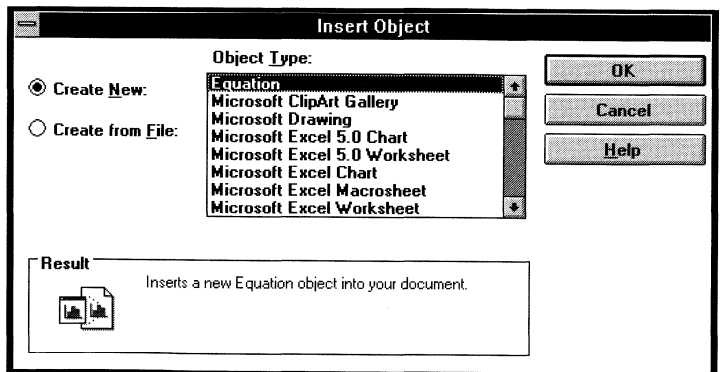 Insert Object
Object Type:
Create New:
Create from File:
Equation
Microsoft ClipArt Gallery
Microsoft Drawing
Microsoft Excel 5.0 Chart
Microsoft Excel 5.0 Worksheet
Microsoft Excel Chart
Microsoft Excel Macrosheet
Microsoft Excel Worksheet
OK
Cancel
Help
Result
Inserts a new Equation object into your document.